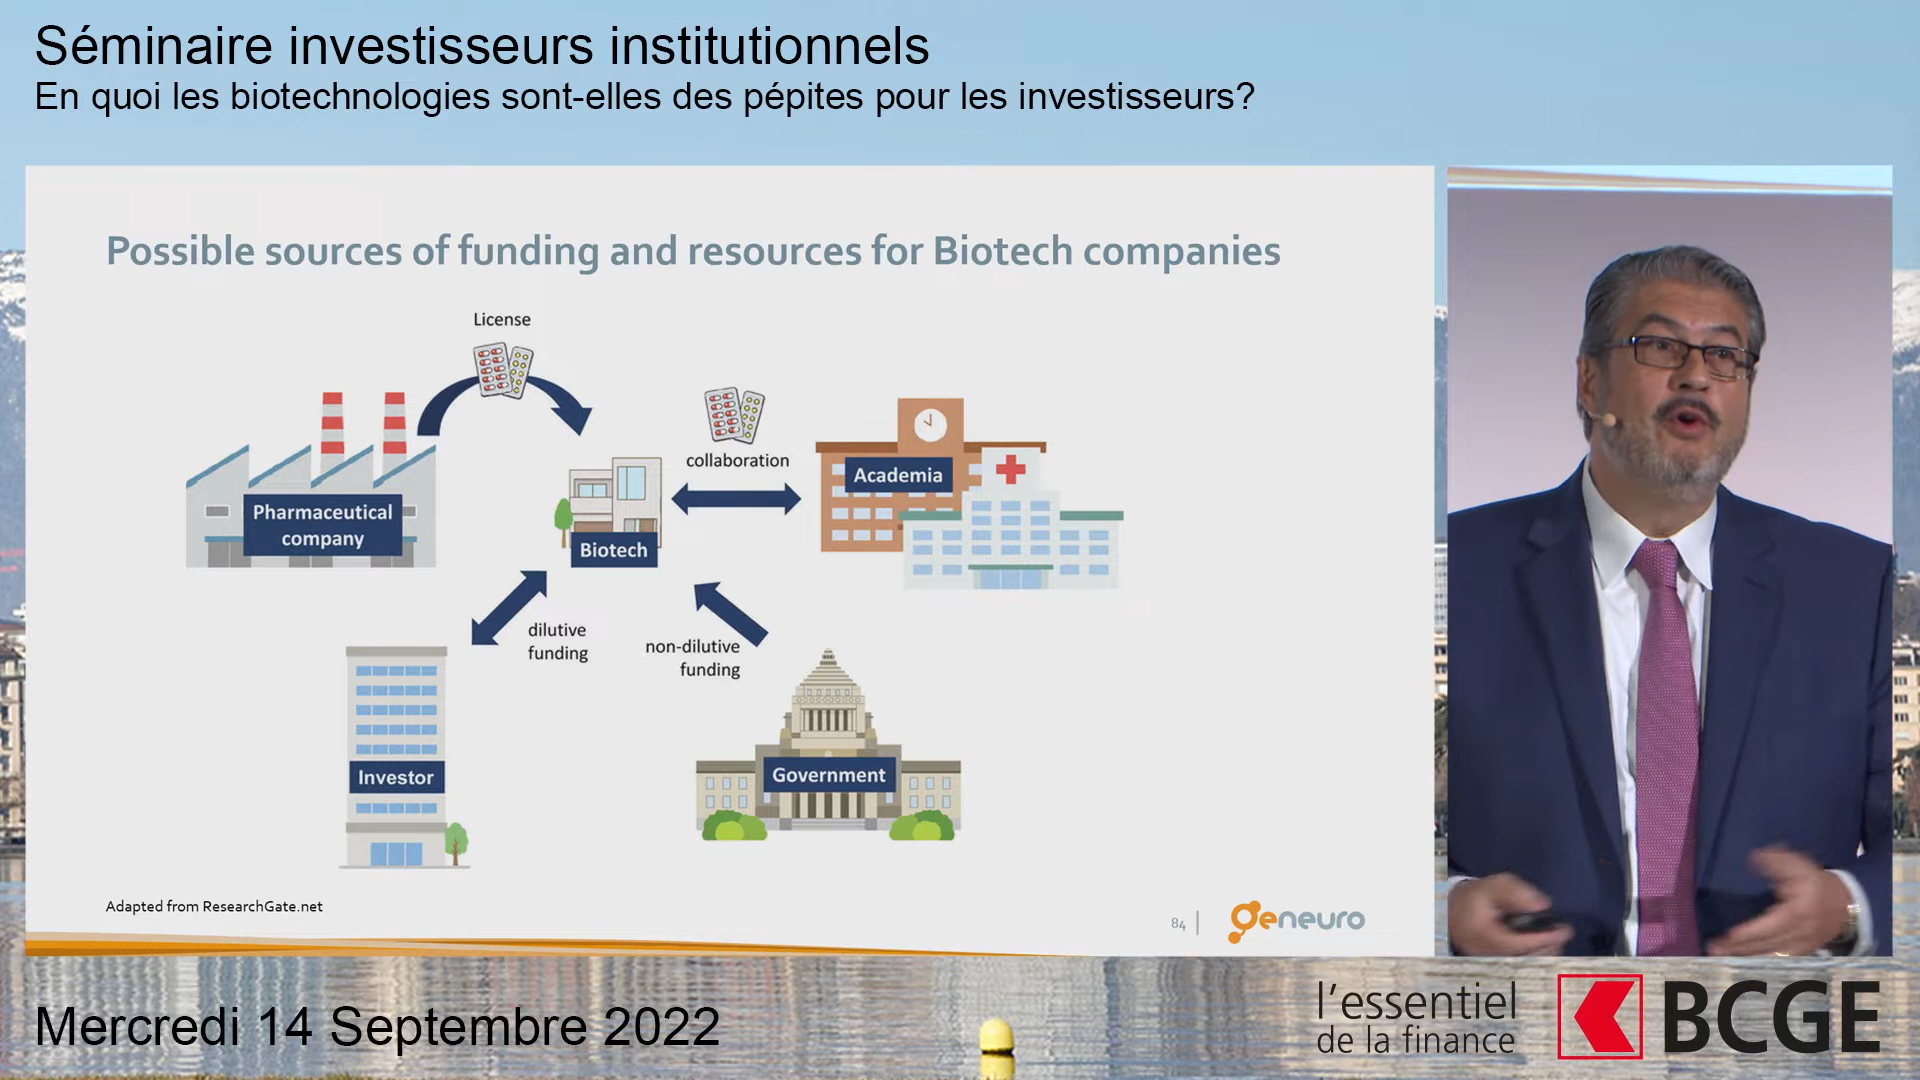 Séminaire investisseurs institutionnels
En quoi les biotechnologies sont-elles des pépites pour les investisseurs?
Possible sources of funding and resources for Biotech companies
License
collaboration
Academia
Pharmaceutical
company
Biotech
dilutive
funding
non-dilutive
funding
Investor
Government
Adapted from ResearchGate.net
84
geneuro
Mercredi 14 Septembre 2022
l'essentiel
de la finance
BCGE